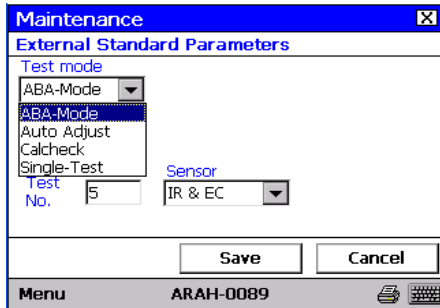 Maintenance
External Standard Parameters
Test mode
ABA-Mode
ABA-Mode
Auto Adjust
Calcheck
Single-Test
Test No.
5
Sensor
IR & EC
Save
Cancel
Menu
ARAH-0089